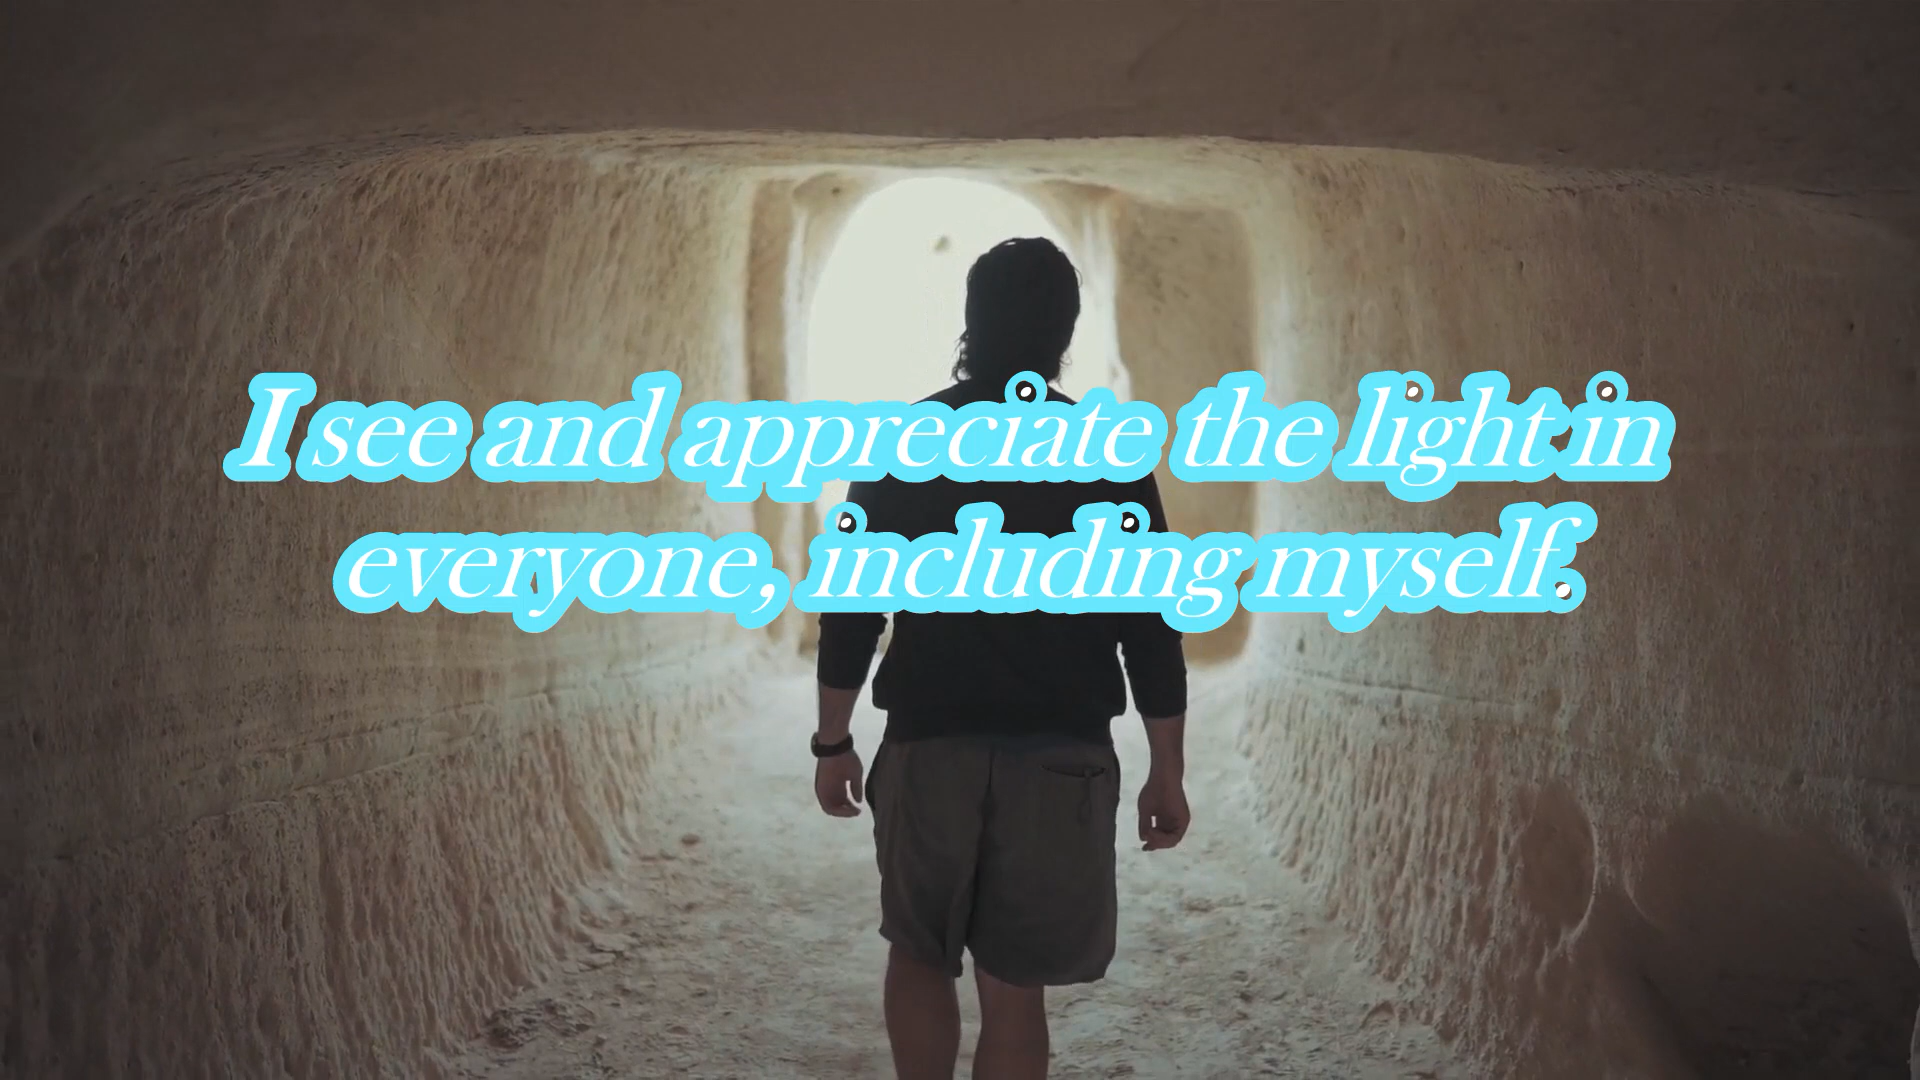 I see and appreciate the light in
everyone, including myself.